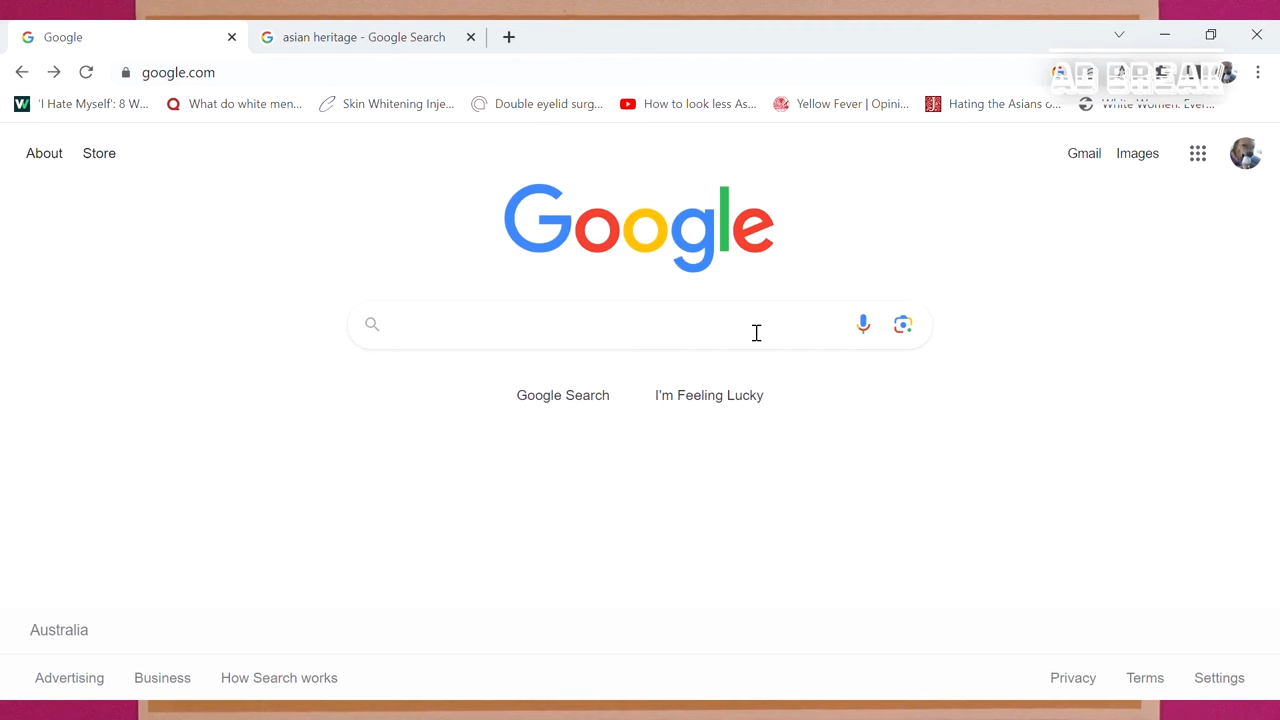 Google
asian heritage - Google Search
google.com
AD BREAK
'I Hate Myself': 8 W...
What do white men...
Skin Whitening Inje...
Double eyelid surg...
How to look less As...
Yellow Fever | Opini...
Hating the Asians o...
White Women: Ever...
About
Store
Gmail
Images
Google
Google Search
I'm Feeling Lucky
Australia
Advertising
Business
How Search works
Privacy
Terms
Settings